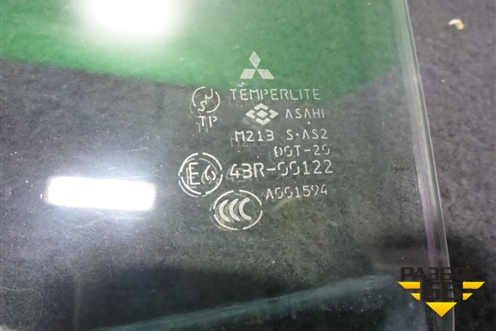 TEMPERLITE
TP ASAHI
M213 S·AS2
DOT-20
E6 43R-00122
CCC A001594